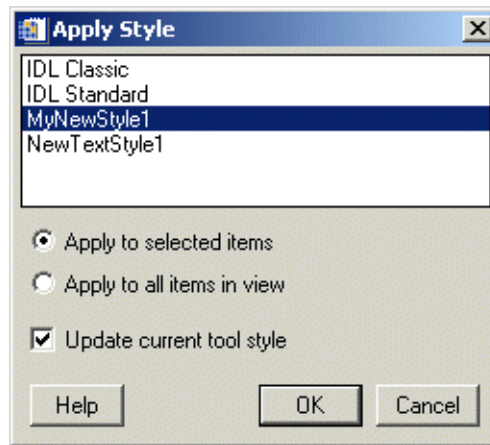 Apply Style
IDL Classic
IDL Standard
MyNewStyle1
NewTextStyle1
Apply to selected items
Apply to all items in view
Update current tool style
Help OK Cancel